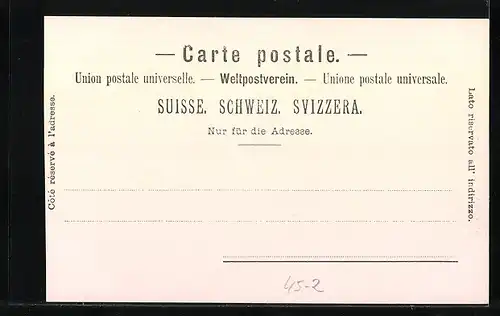 — Carte postale. —
Union postale universelle. — Weltpostverein. — Unione postale universale.
SUISSE. SCHWEIZ. SVIZZERA.
Nur für die Adresse.
Côté réservé à l'adresse.
Lato riservato all' indirizzo.
45-2